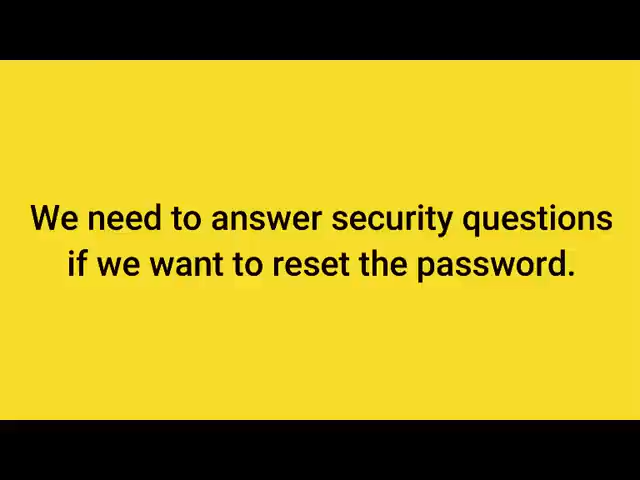 We need to answer security questions
if we want to reset the password.